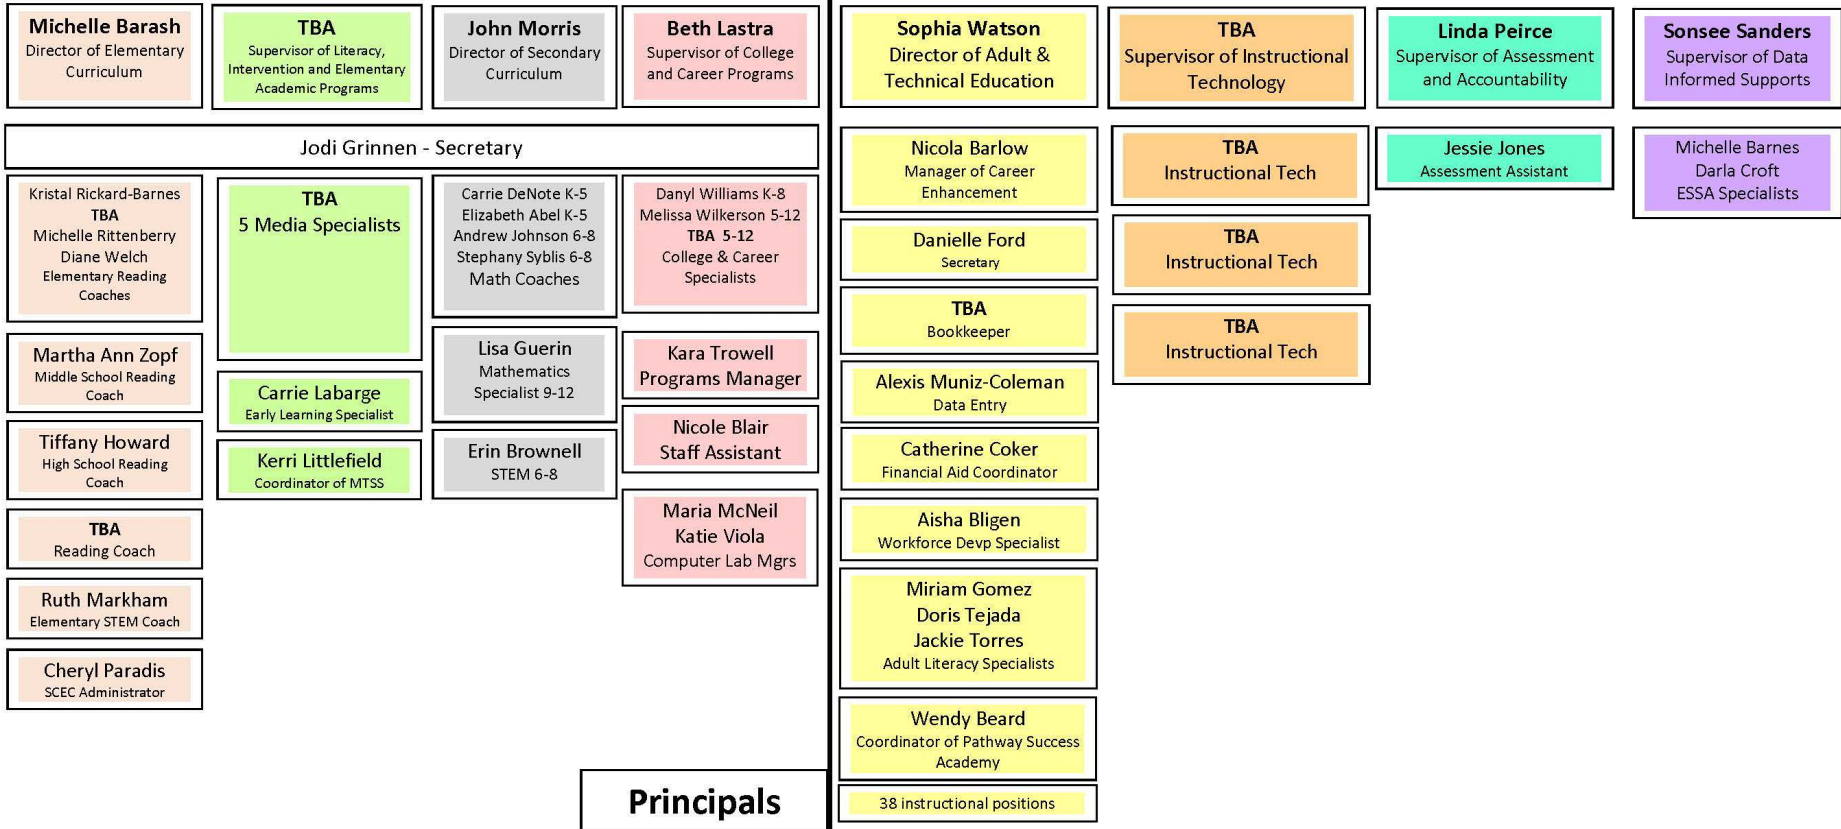 Michelle Barash
Director of Elementary
Curriculum
TBA
Supervisor of Literacy,
Intervention and Elementary
Academic Programs
John Morris
Director of Secondary
Curriculum
Beth Lastra
Supervisor of College
and Career Programs
Sophia Watson
Director of Adult &
Technical Education
TBA
Supervisor of Instructional
Technology
Linda Peirce
Supervisor of Assessment
and Accountability
Sonsee Sanders
Supervisor of Data
Informed Supports
Jodi Grinnen - Secretary
Kristal Rickard-Barnes
TBA
Michelle Rittenberry
Diane Welch
Elementary Reading
Coaches
Martha Ann Zopf
Middle School Reading
Coach
Tiffany Howard
High School Reading
Coach
TBA
Reading Coach
Ruth Markham
Elementary STEM Coach
Cheryl Paradis
SCEC Administrator
TBA
5 Media Specialists
Carrie Labarge
Early Learning Specialist
Kerri Littlefield
Coordinator of MTSS
Carrie DeNote K-5
Elizabeth Abel K-5
Andrew Johnson 6-8
Stephany Syblis 6-8
Math Coaches
Lisa Guerin
Mathematics
Specialist 9-12
Erin Brownell
STEM 6-8
Danyl Williams K-8
Melissa Wilkerson 5-12
TBA 5-12
College & Career
Specialists
Kara Trowell
Programs Manager
Nicole Blair
Staff Assistant
Maria McNeil
Katie Viola
Computer Lab Mgrs
Principals
Nicola Barlow
Manager of Career
Enhancement
Danielle Ford
Secretary
TBA
Bookkeeper
Alexis Muniz-Coleman
Data Entry
Catherine Coker
Financial Aid Coordinator
Aisha Bligen
Workforce Devp Specialist
Miriam Gomez
Doris Tejada
Jackie Torres
Adult Literacy Specialists
Wendy Beard
Coordinator of Pathway Success
Academy
38 instructional positions
TBA
Instructional Tech
TBA
Instructional Tech
TBA
Instructional Tech
Jessie Jones
Assessment Assistant
Michelle Barnes
Darla Croft
ESSA Specialists